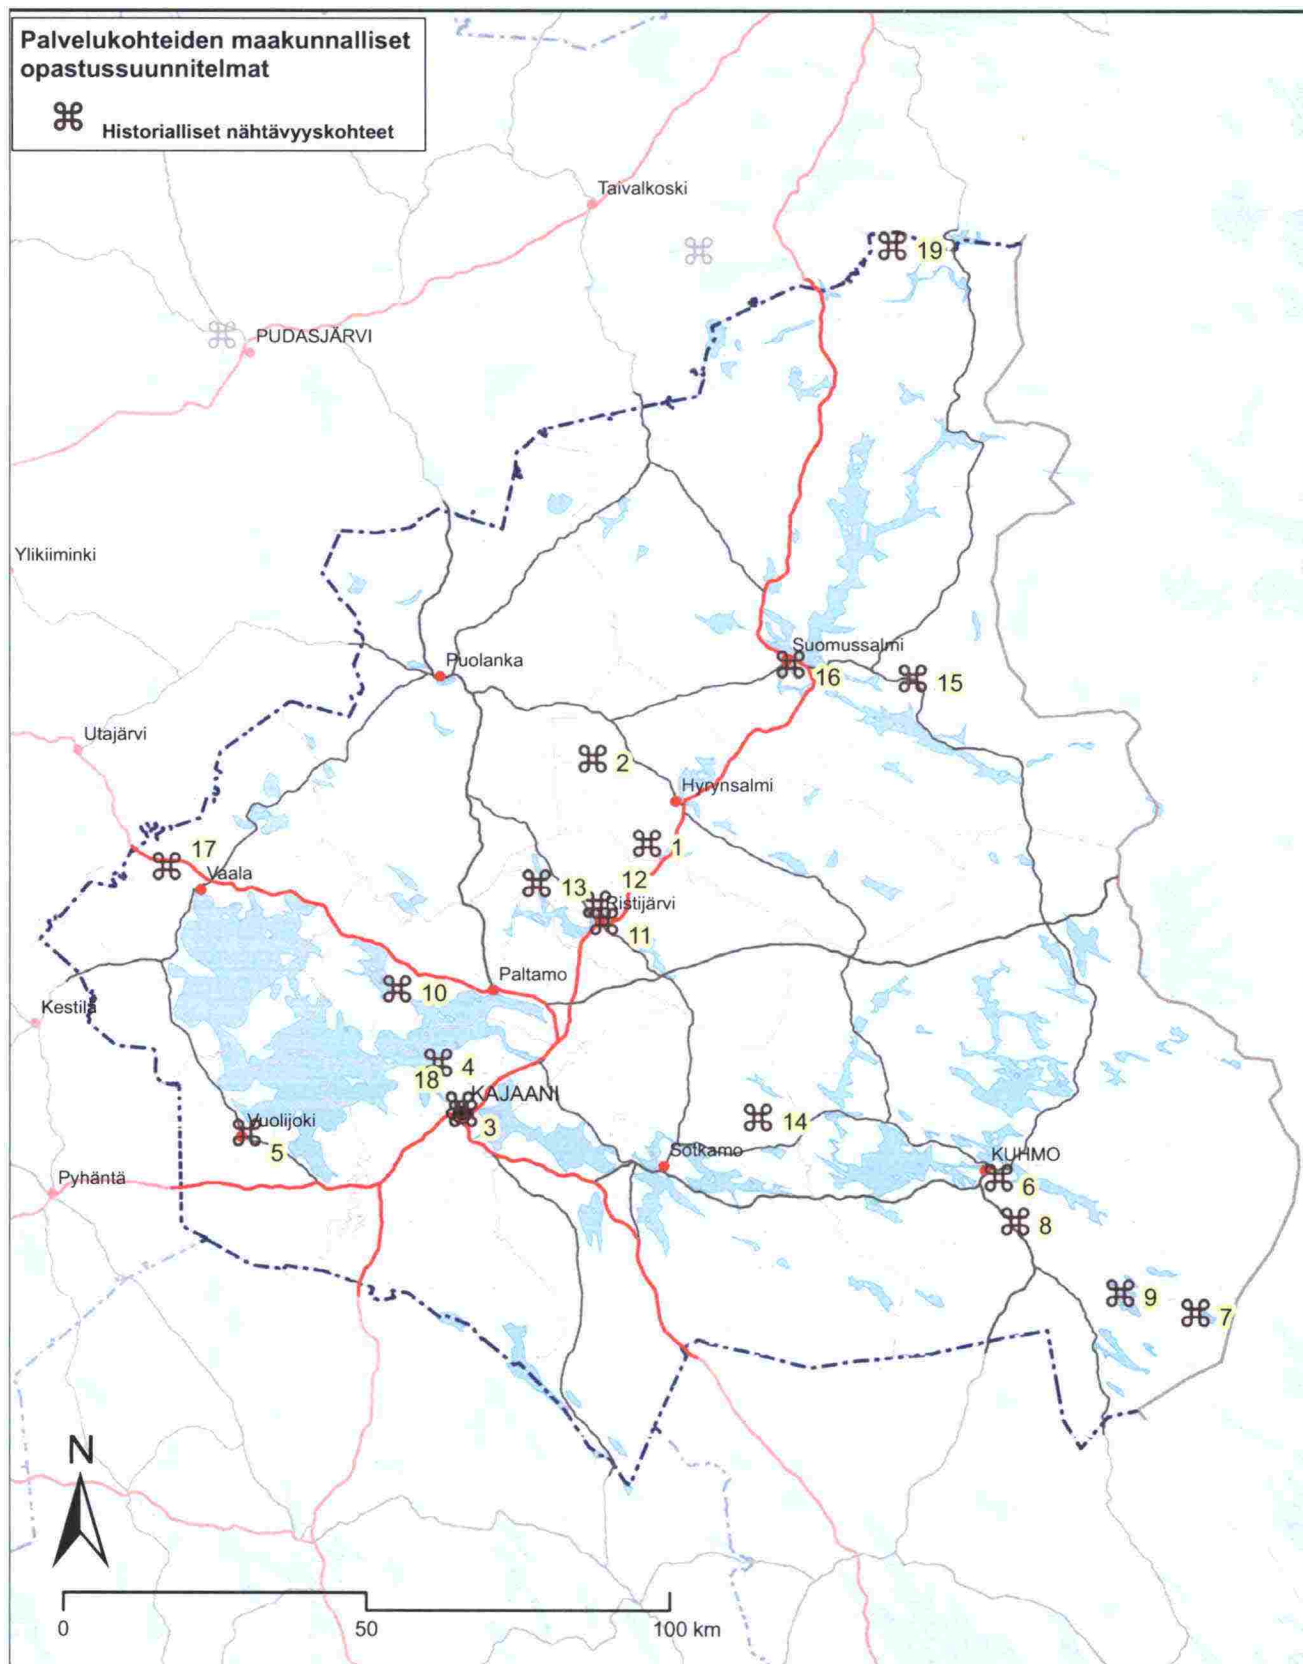 Palvelukohteiden maakunnalliset
opastussuunnitelmat
Historialliset nähtävyyskohteet
Taivalkoski
19
PUDASJÄRVI
Ylikiiminki
Suomussalmi
Puolanka
16
15
Utajärvi
2
Hyrynsalmi
17
1
Vaala
13
12
Ristijärvi
11
Paltamo
10
Kestilä
4
18
KAJAANI
14
Vuolijoki
3
5
Sotkamo
KUHMO
Pyhäntä
6
8
9
7
N
0
50
100 km